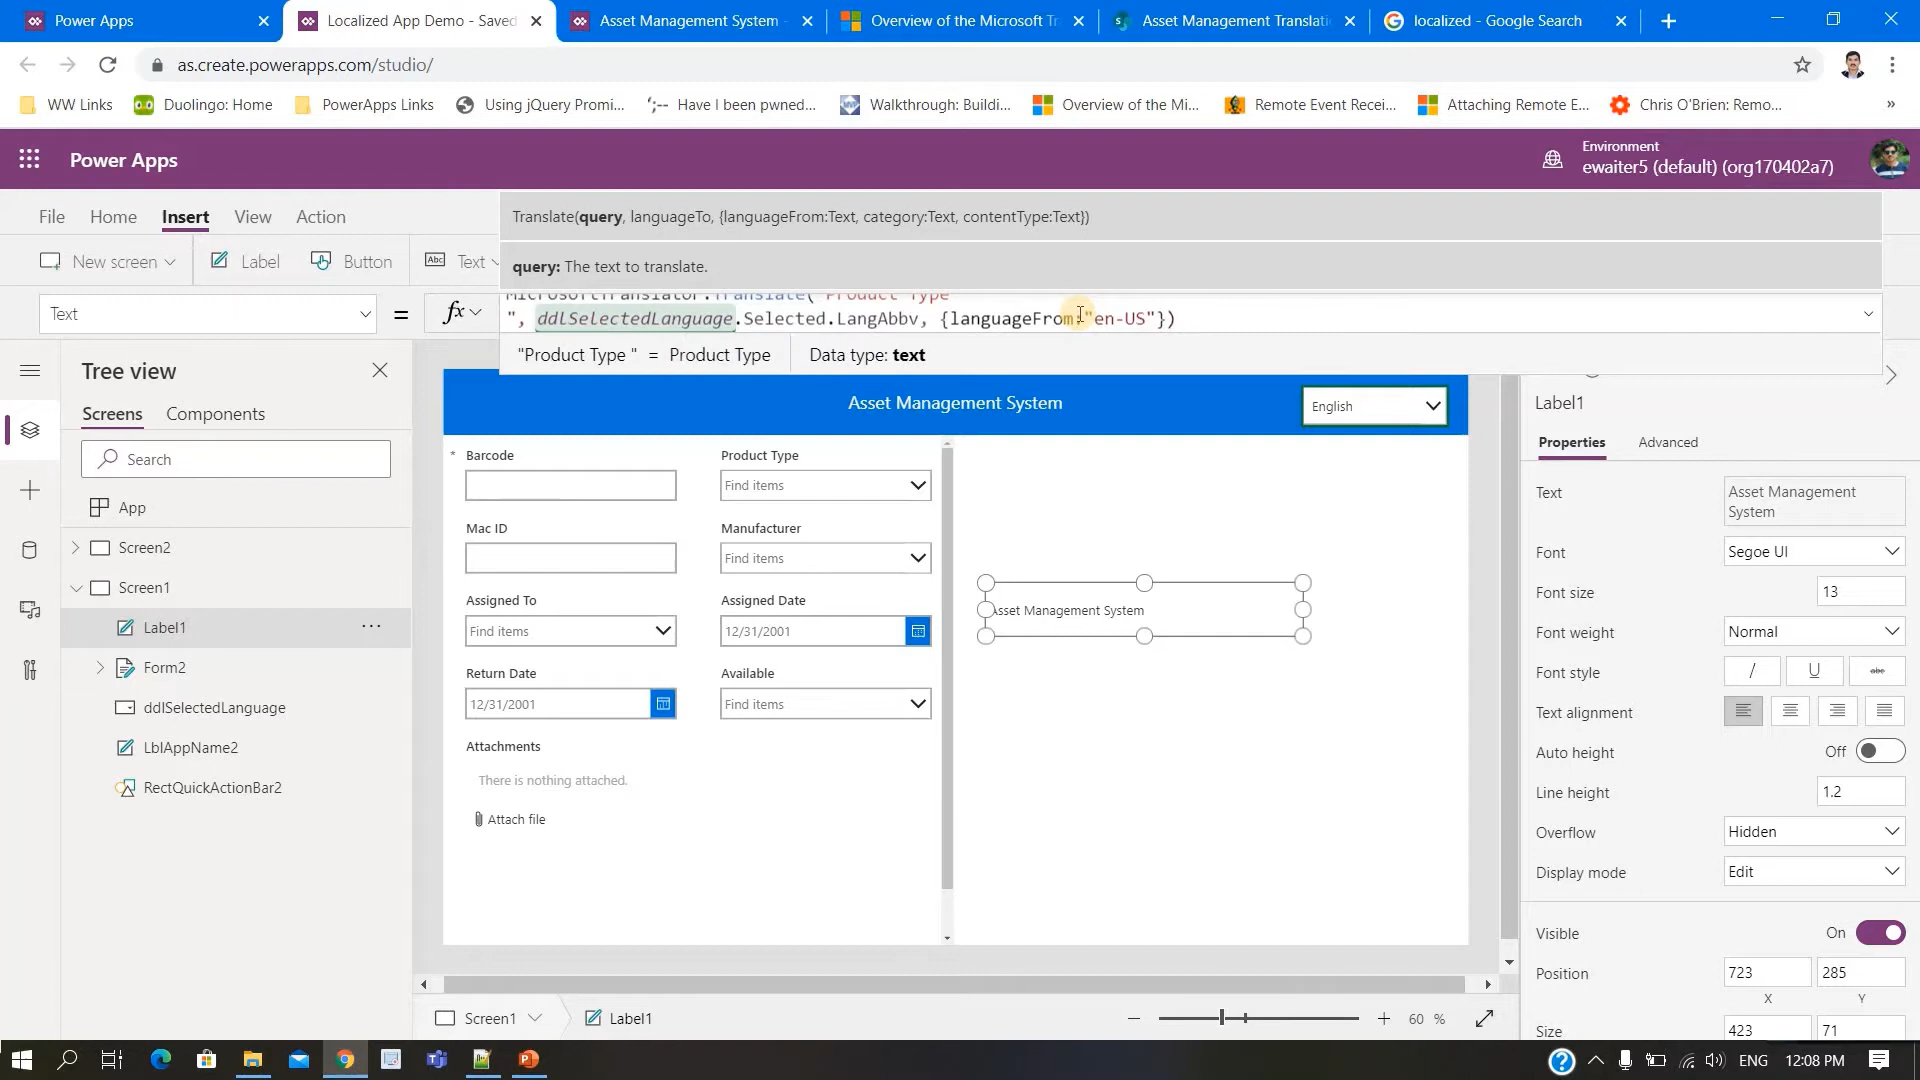 Power Apps
Localized App Demo - Saved
Asset Management System -
Overview of the Microsoft Tr
Asset Management Translati
localized - Google Search
as.create.powerapps.com/studio/
WW Links
Duolingo: Home
PowerApps Links
Using jQuery Promi...
Have I been pwned...
Walkthrough: Buildi...
Overview of the Mi...
Remote Event Recei...
Attaching Remote E...
Chris O'Brien: Remo...
Power Apps
Environment
ewaiter5 (default) (org170402a7)
File
Home
Insert
View
Action
Translate(query, languageTo, {languageFrom:Text, category:Text, contentType:Text})
New screen
Label
Button
Abc Text
query: The text to translate.
Text
=
fx
MicrosoftTranslator.Translate("Product Type
", ddlSelectedLanguage.Selected.LangAbbv, {languageFrom:"en-US"})
"Product Type " = Product Type
Data type: text
Tree view
Screens
Components
Search
App
Screen2
Screen1
Label1
Form2
ddlSelectedLanguage
LblAppName2
RectQuickActionBar2
Asset Management System
English
* Barcode
Product Type
Find items
Mac ID
Manufacturer
Find items
Assigned To
Assigned Date
Find items
12/31/2001
Return Date
Available
12/31/2001
Find items
Attachments
There is nothing attached.
Attach file
Asset Management System
Label1
Properties
Advanced
Text
Asset Management
System
Font
Segoe UI
Font size
13
Font weight
Normal
Font style
/
U
abc
Text alignment
Auto height
Off
Line height
1.2
Overflow
Hidden
Display mode
Edit
Visible
On
Position
723
285
X
Y
Size
423
71
Screen1
Label1
60 %
ENG
12:08 PM